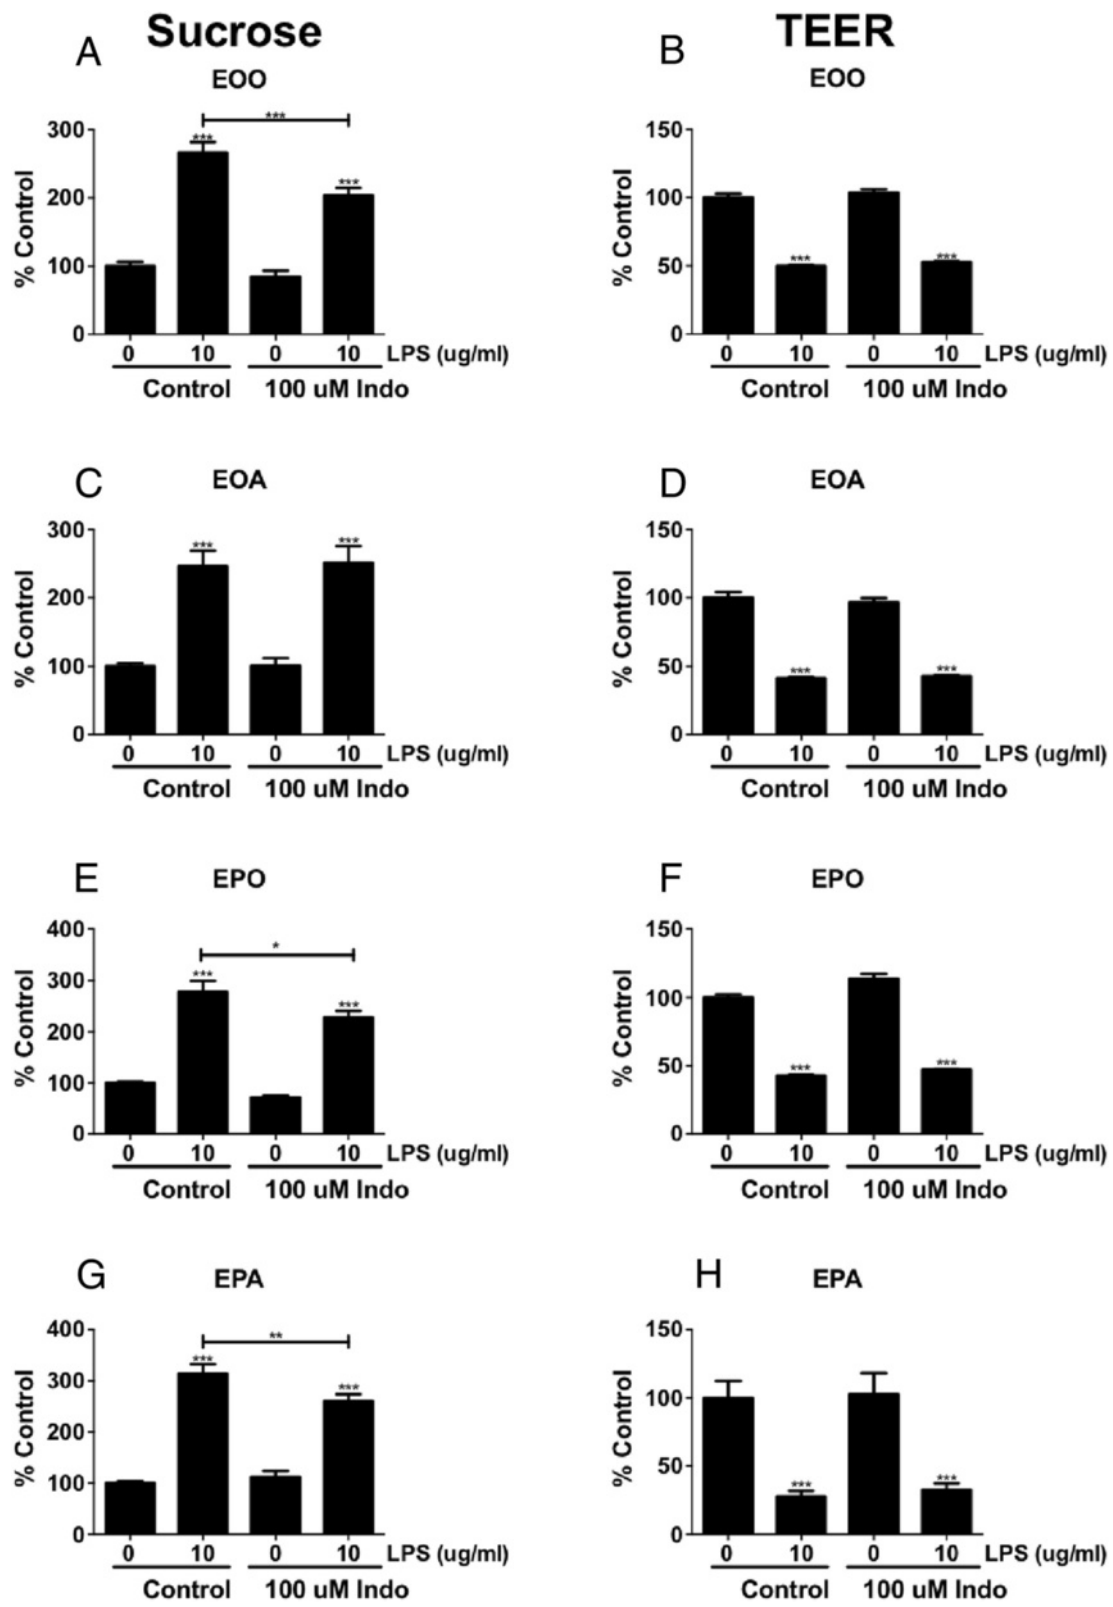 Sucrose
TEER
A
EOO
***
300
200
100
0
% Control
***
***
0 10 0 10 LPS (ug/ml)
Control 100 uM Indo
B
EOO
150
100
50
0
% Control
***
***
0 10 0 10 LPS (ug/ml)
Control 100 uM Indo
C
EOA
300
200
100
0
% Control
***
***
0 10 0 10 LPS (ug/ml)
Control 100 uM Indo
D
EOA
150
100
50
0
% Control
***
***
0 10 0 10 LPS (ug/ml)
Control 100 uM Indo
E
EPO
400
300
200
100
0
% Control
*
***
***
0 10 0 10 LPS (ug/ml)
Control 100 uM Indo
F
EPO
150
100
50
0
% Control
***
***
0 10 0 10 LPS (ug/ml)
Control 100 uM Indo
G
EPA
400
300
200
100
0
% Control
**
***
***
0 10 0 10 LPS (ug/ml)
Control 100 uM Indo
H
EPA
150
100
50
0
% Control
***
***
0 10 0 10 LPS (ug/ml)
Control 100 uM Indo